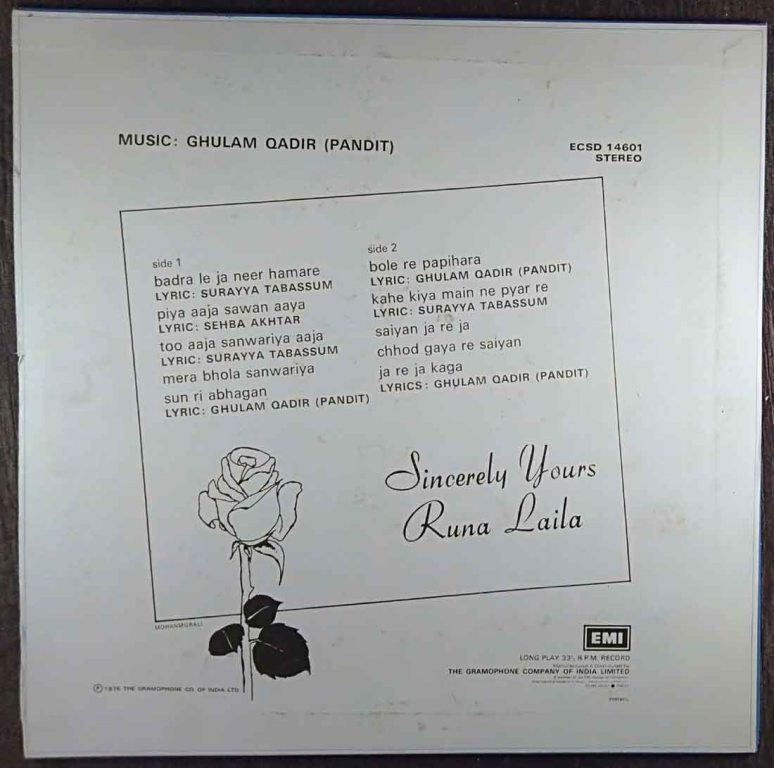 MUSIC: GHULAM QADIR (PANDIT)
ECSD 14601
STEREO
side 1
badra le ja neer hamare
LYRIC: SURAYYA TABASSUM
piya aaja sawan aaya
LYRIC: SEHBA AKHTAR
too aaja sanwariya aaja
LYRIC: SURAYYA TABASSUM
mera bhola sanwariya
sun ri abhagan
LYRIC: GHULAM QADIR (PANDIT)
side 2
bole re papihara
LYRIC: GHULAM QADIR (PANDIT)
kahe kiya main ne pyar re
LYRIC: SURAYYA TABASSUM
saiyan ja re ja
chhod gaya re saiyan
ja re ja kaga
LYRICS: GHULAM QADIR (PANDIT)
Sincerely Yours
Runa Laila
MOHANMURALI
EMI
LONG PLAY 33⅓ R.P.M. RECORD
Manufactured & Distributed by
THE GRAMOPHONE COMPANY OF INDIA LIMITED
Ⓟ 1976 THE GRAMOPHONE CO OF INDIA LTD